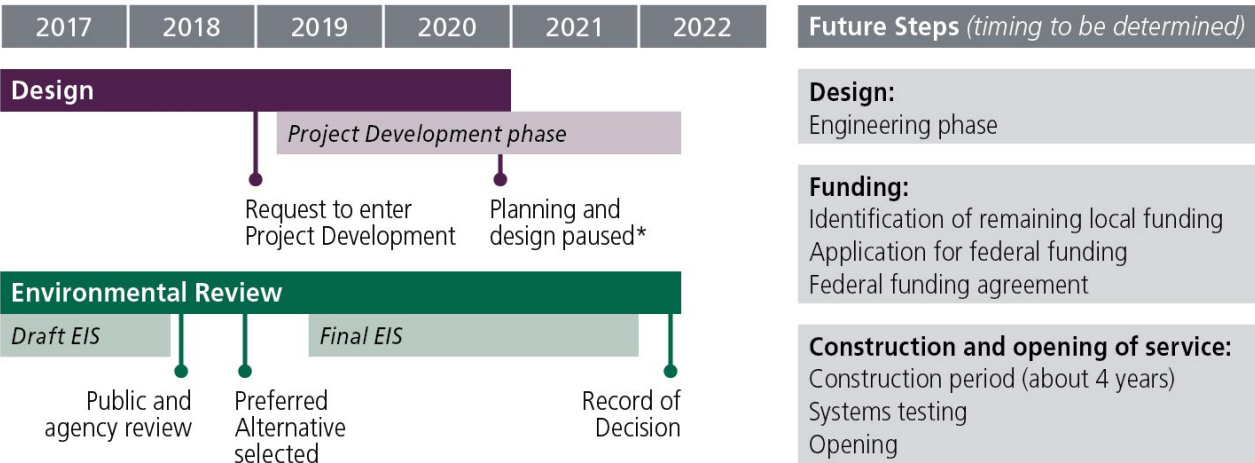 2017 2018 2019 2020 2021 2022
Design
Project Development phase
Request to enter
Project Development
Planning and
design paused*
Environmental Review
Draft EIS
Final EIS
Public and
agency review
Preferred
Alternative
selected
Record of
Decision
Future Steps (timing to be determined)
Design:
Engineering phase
Funding:
Identification of remaining local funding
Application for federal funding
Federal funding agreement
Construction and opening of service:
Construction period (about 4 years)
Systems testing
Opening